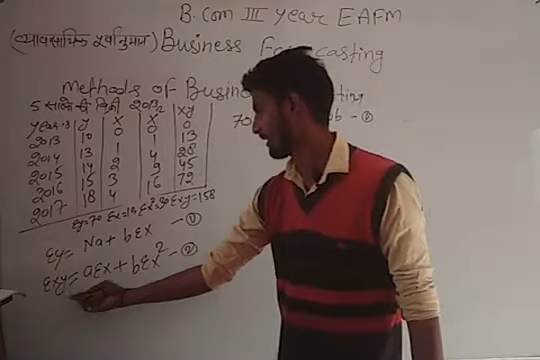 B. Com III year EAFM
(व्यावसायिक पूर्वानुमान) Business Forecasting
Methods of Busin ting
5 सालो की बिक्री 2012
year y x x² xy
2013 10 0 0 0
2014 13 1 1 13
2015 14 2 4 28
2016 15 3 9 45
2017 18 4 16 72
Σy=70 Σx=10 Σx²=30 Σxy=158
Σy = Na + bΣx — ①
Σxy = aΣx + bΣx² — ②
70